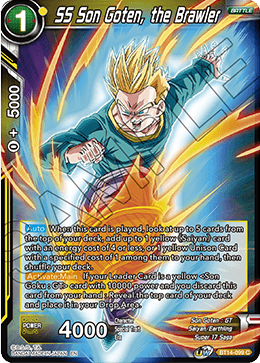 1
SS Son Goten, the Brawler
BATTLE
0 + 5000
Auto When this card is played, look at up to 5 cards from
the top of your deck, add up to 1 yellow ‹Saiyan› card
with an energy cost of 4 or less, or 1 yellow Unison Card
with a specified cost of 1 among them to your hand, then
shuffle your deck.
Activate:Main If your Leader Card is a yellow ‹Son
Goku : GT› card with 10000 power and you discard this
card from your hand: Choose the top card of your deck
and place it in your Drop Area.
POWER
4000
Son Goten : GT
Saiyan, Earthling
Super 17 Saga
BT14-099 C